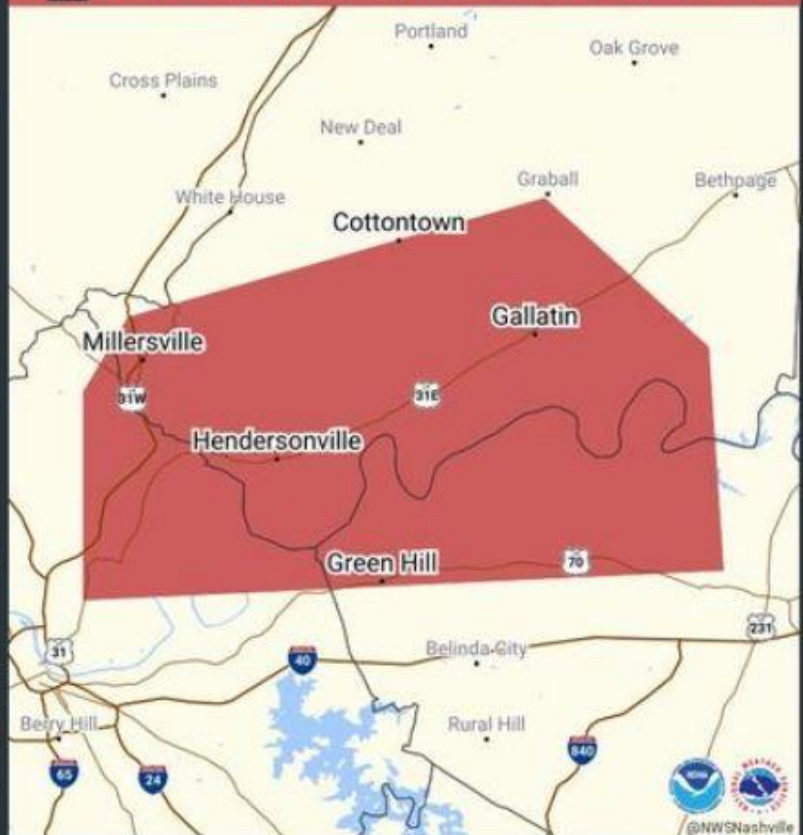 Portland
Oak Grove
Cross Plains
New Deal
Graball
Bethpage
White House
Cottontown
Gallatin
Millersville
31W
31E
Hendersonville
Green Hill
70
231
31
40
Belinda City
Berry Hill
Rural Hill
840
65
24
NOAA
@NWSNashville